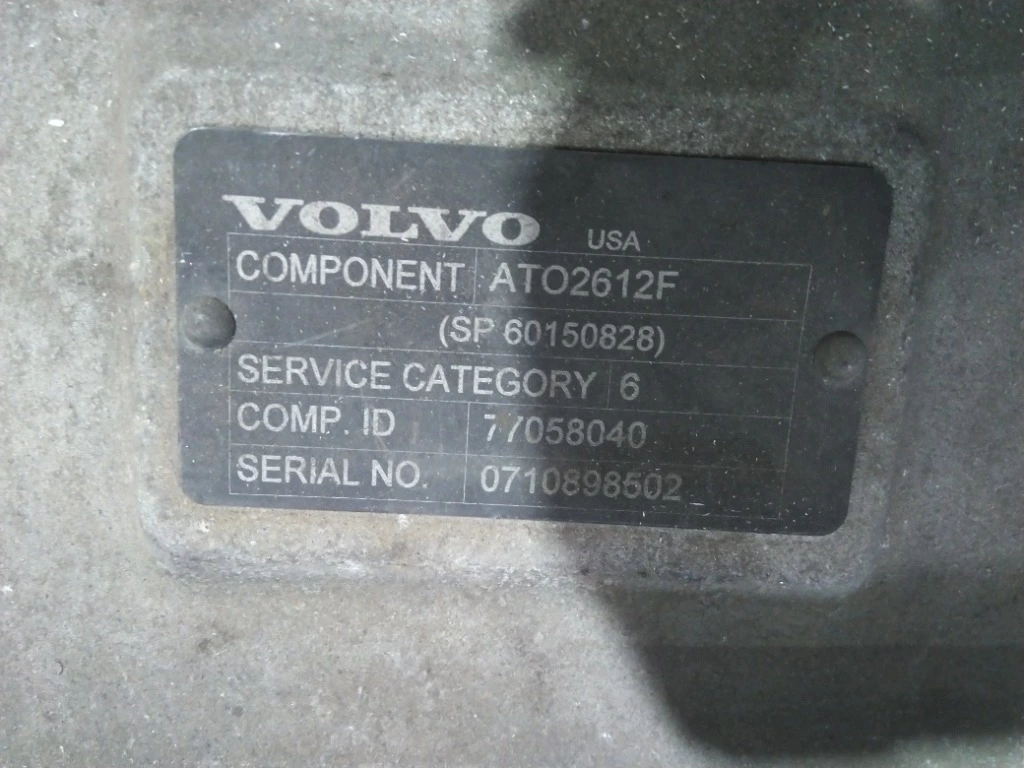 VOLVO USA
COMPONENT ATO2612F
(SP 60150828)
SERVICE CATEGORY 6
COMP. ID 77058040
SERIAL NO. 0710898502